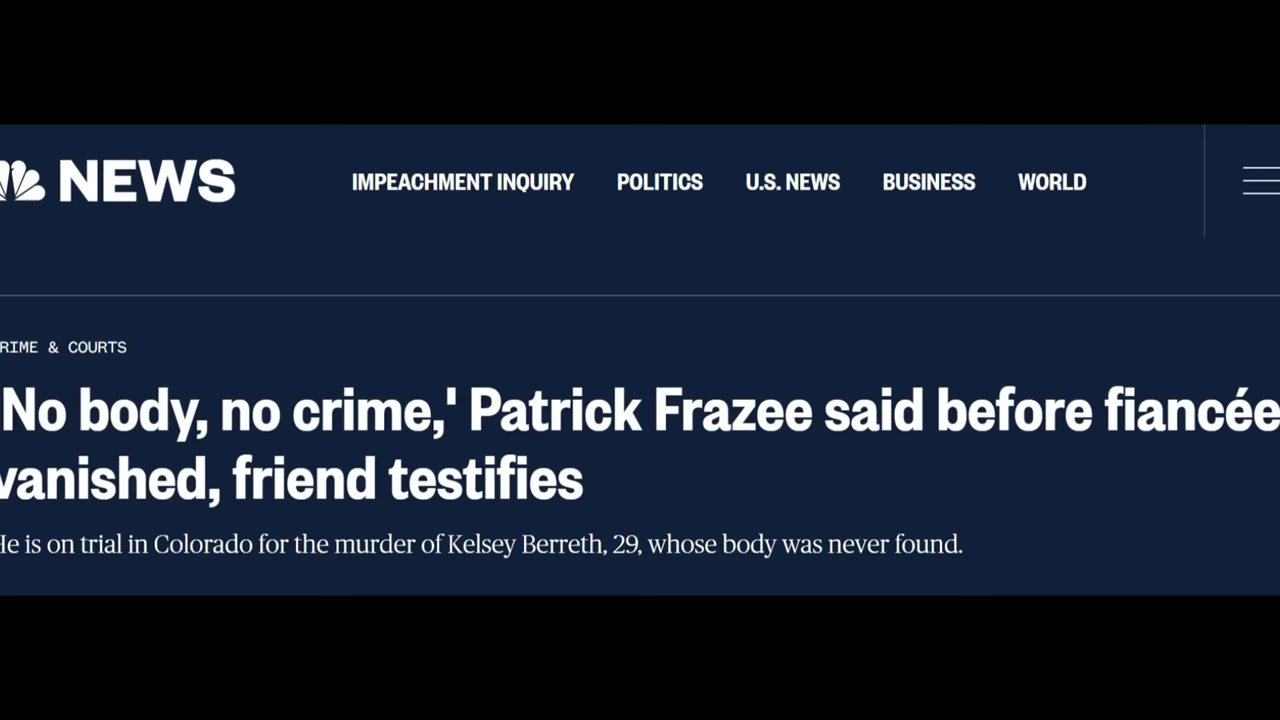 NEWS
IMPEACHMENT INQUIRY POLITICS U.S. NEWS BUSINESS WORLD
RIME & COURTS
'No body, no crime,' Patrick Frazee said before fiancée
vanished, friend testifies
He is on trial in Colorado for the murder of Kelsey Berreth, 29, whose body was never found.